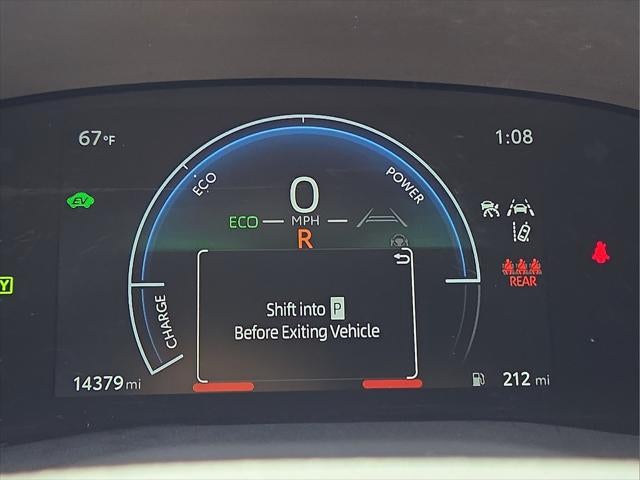 67°F
1:08
ECO
POWER
0
MPH
ECO
R
EV
REAR
Y
Shift into P
Before Exiting Vehicle
CHARGE
14379 mi
212 mi